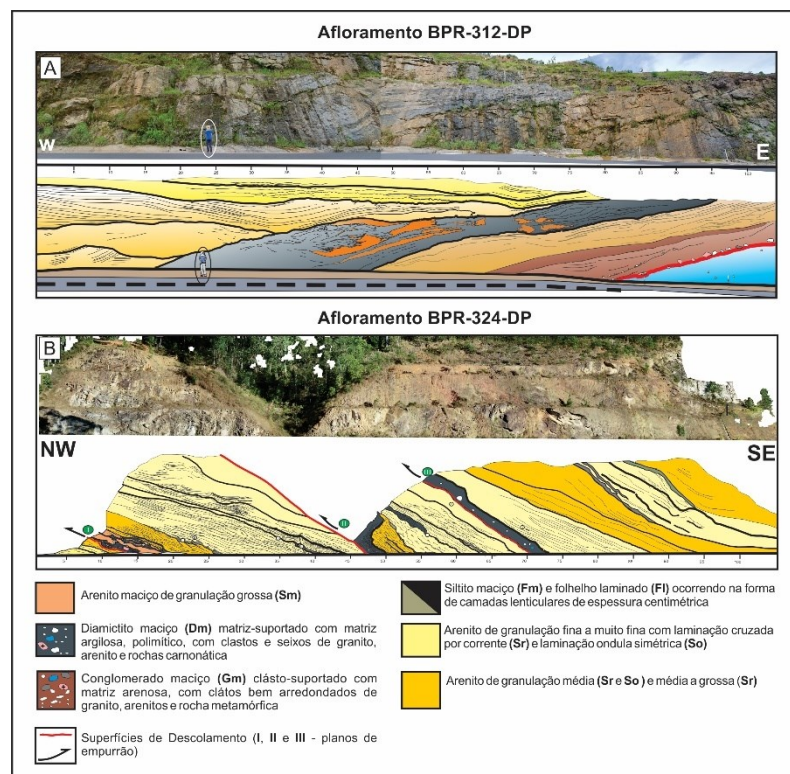 Afloramento BPR-312-DP
A
W
E
Afloramento BPR-324-DP
B
NW
SE
I
II
III
Arenito maciço de granulação grossa (Sm)
Diamictito maciço (Dm) matriz-suportado com matriz
argilosa, polimítico, com clastos e seixos de granito,
arenito e rochas carnonática
Conglomerado maciço (Gm) clásto-suportado com
matriz arenosa, com clátos bem arredondados de
granito, arenitos e rocha metamórfica
Superfícies de Descolamento (I, II e III - planos de
empurrão)
Siltito maciço (Fm) e folhelho laminado (Fl) ocorrendo na forma
de camadas lenticulares de espessura centimétrica
Arenito de granulação fina a muito fina com laminação cruzada
por corrente (Sr) e laminação ondula simétrica (So)
Arenito de granulação média (Sr e So) e média a grossa (Sr)